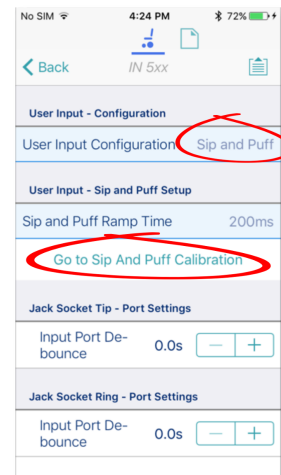 No SIM 4:24 PM 72%
Back IN 5xx
User Input - Configuration
User Input Configuration Sip and Puff
User Input - Sip and Puff Setup
Sip and Puff Ramp Time 200ms
Go to Sip And Puff Calibration
Jack Socket Tip - Port Settings
Input Port De-
bounce 0.0s — +
Jack Socket Ring - Port Settings
Input Port De-
bounce 0.0s — +